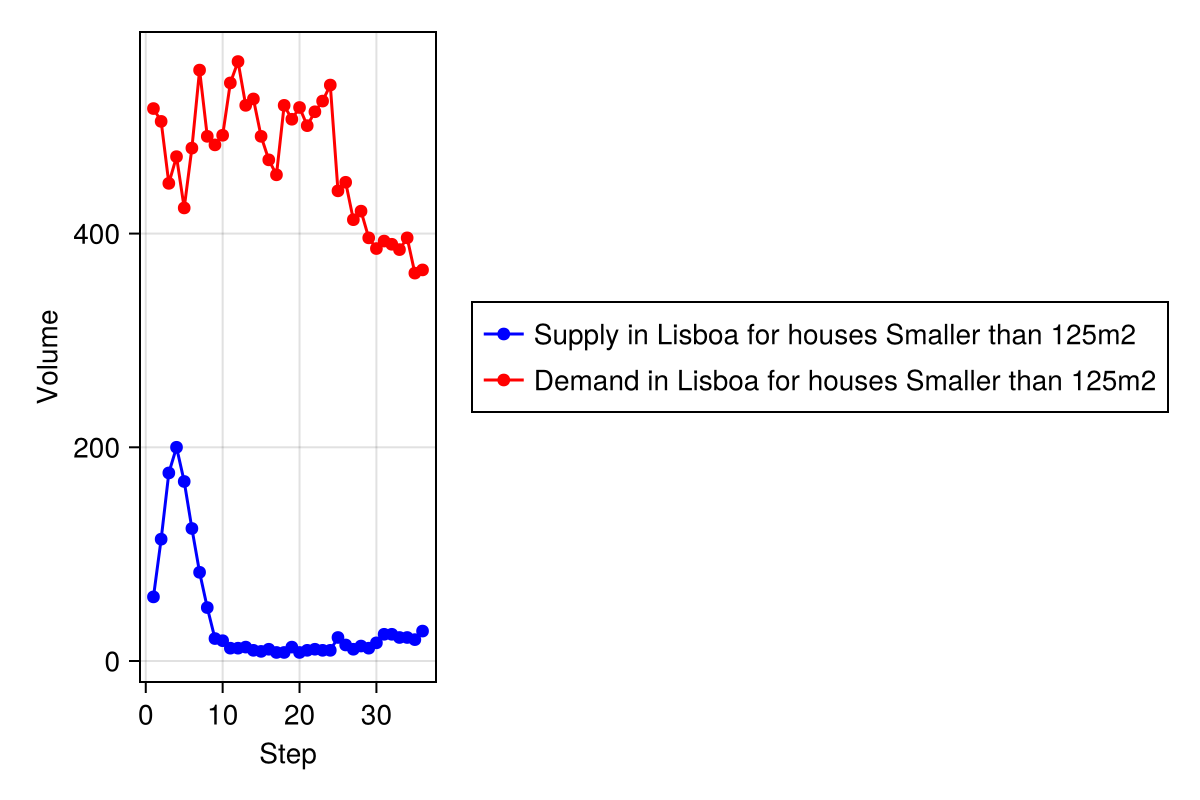 400
200
0
0 10 20 30
Volume
Step
Supply in Lisboa for houses Smaller than 125m2
Demand in Lisboa for houses Smaller than 125m2